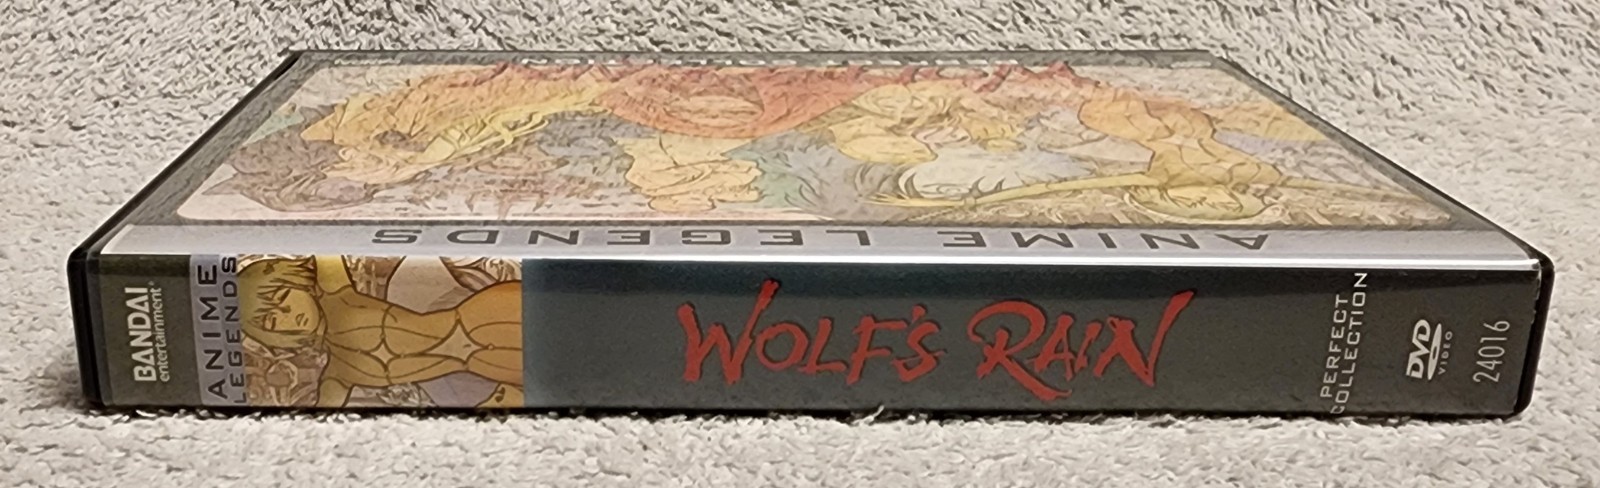 ANIME LEGENDS
BANDAI
entertainment
ANIME
LEGENDS
WOLF'S RAIN
PERFECT
COLLECTION
DVD
VIDEO
24016